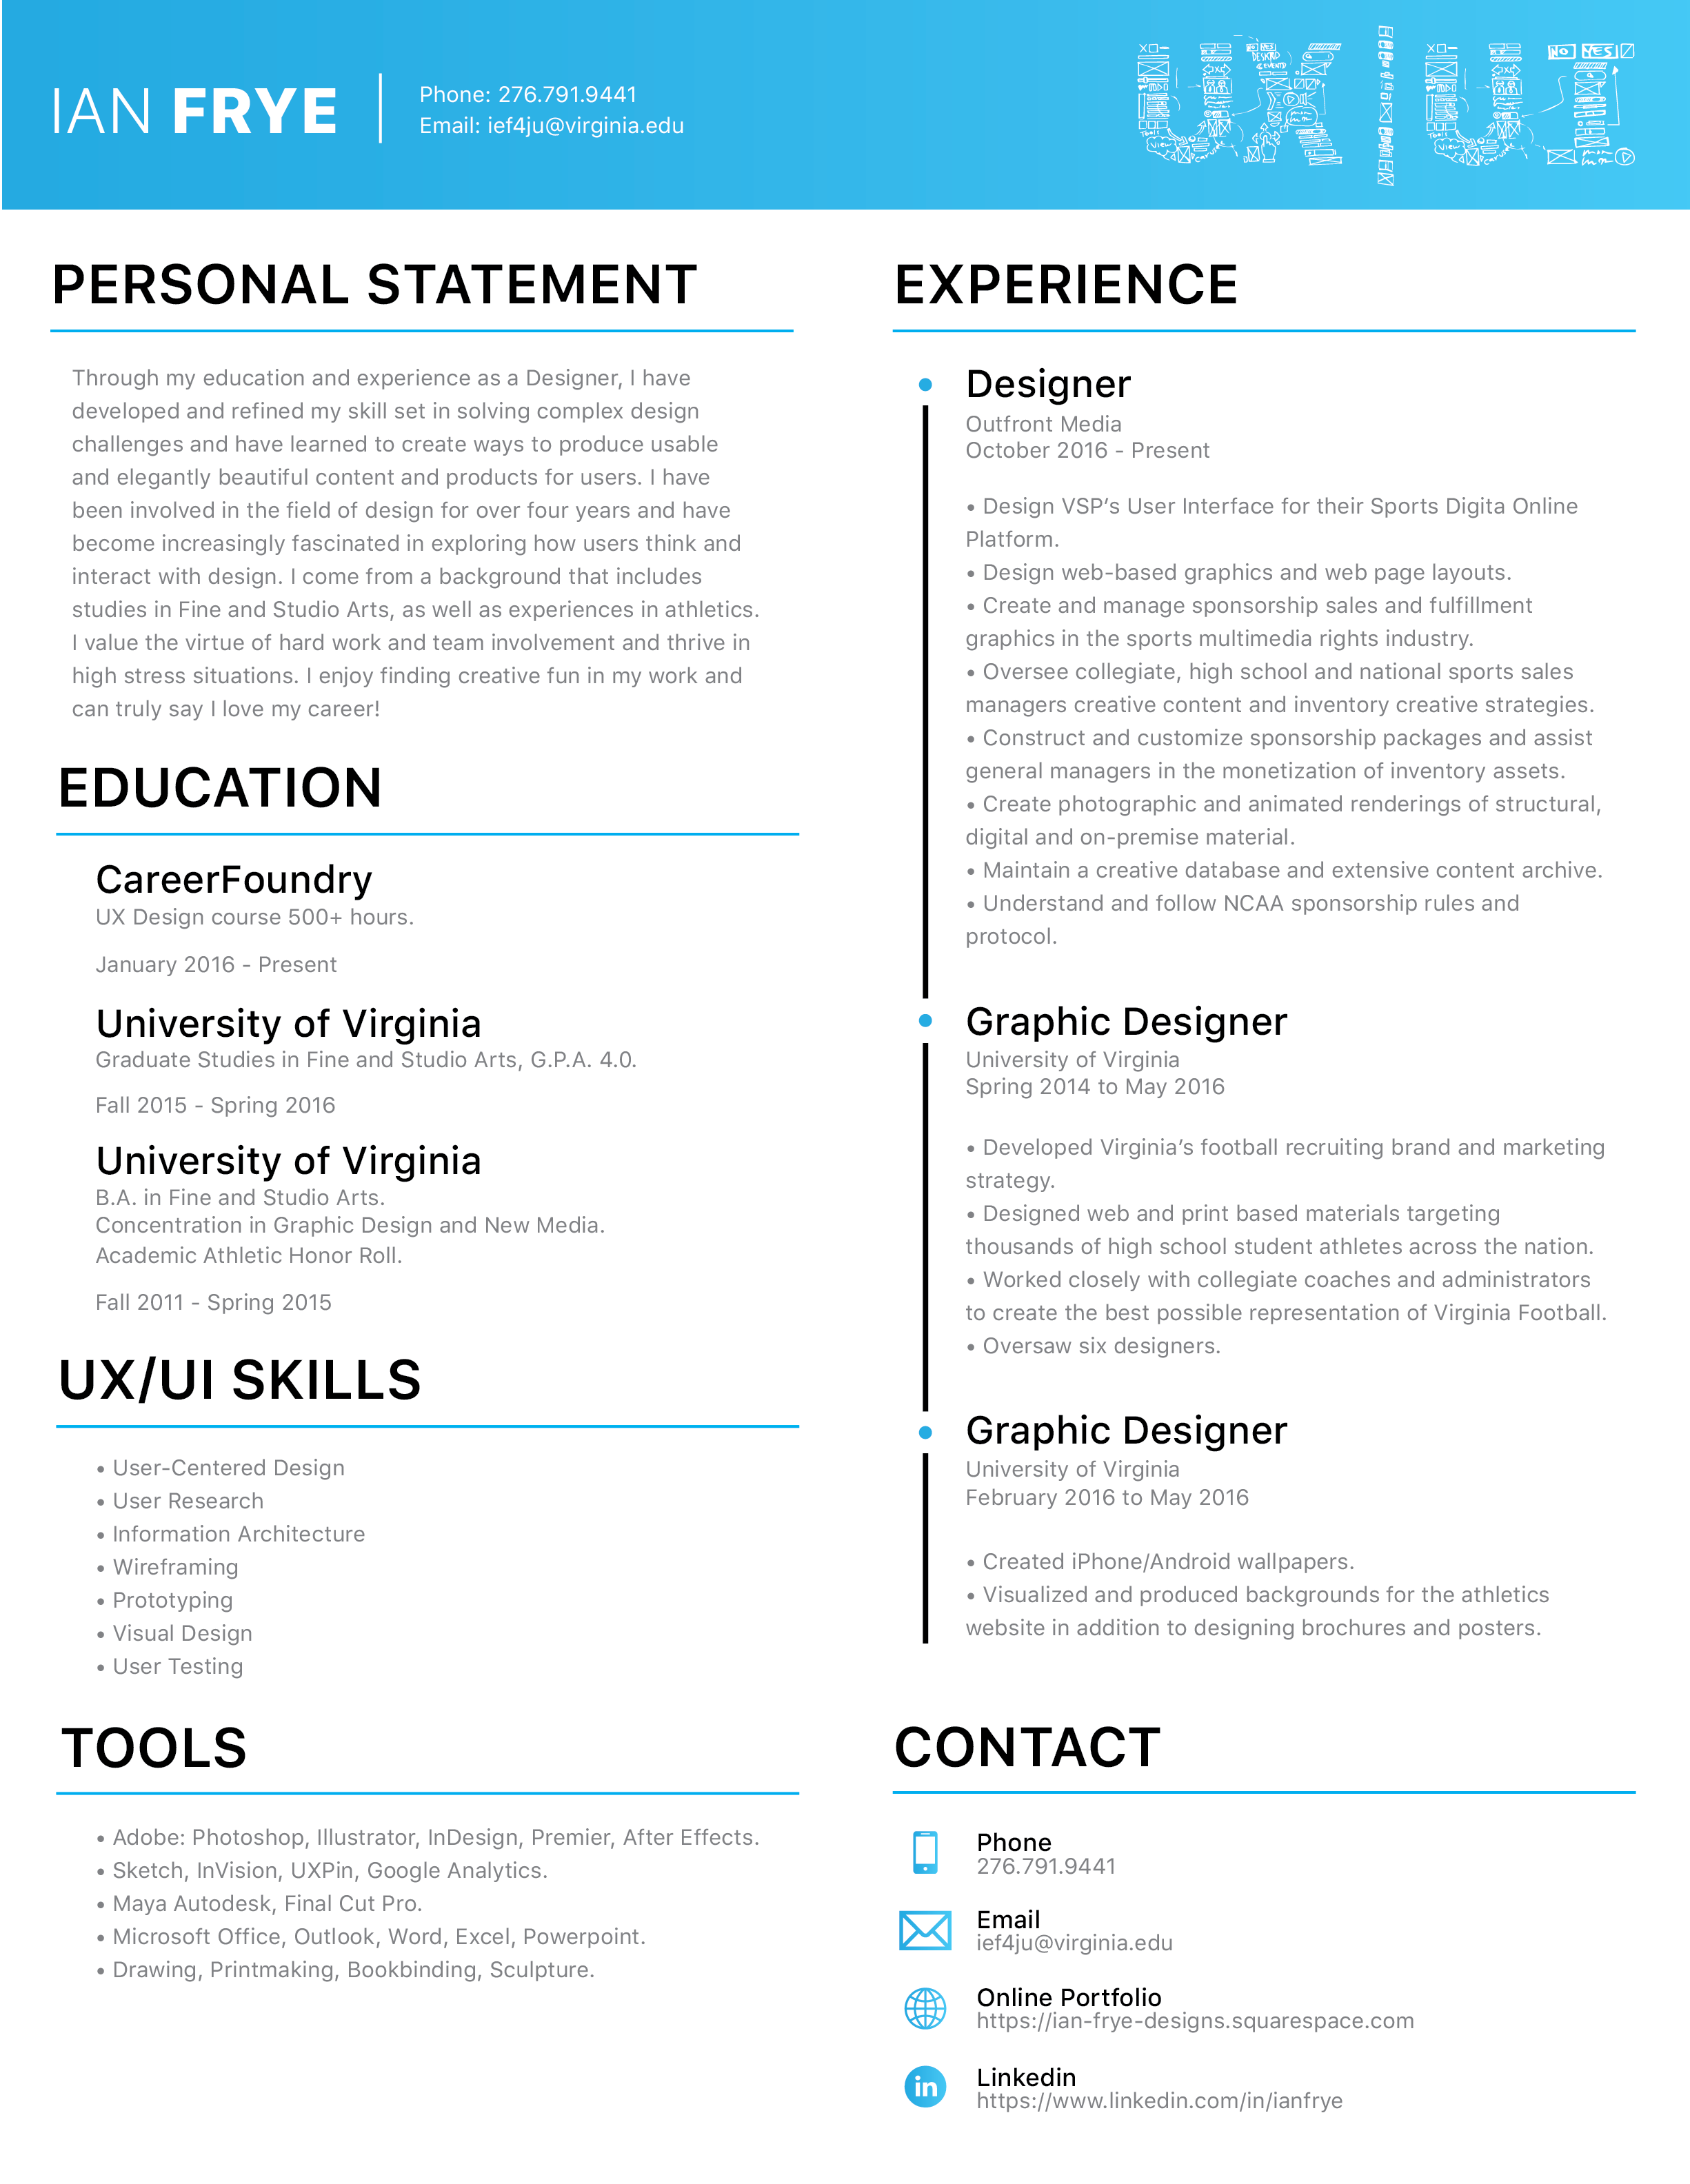 IAN FRYE
Phone: 276.791.9441
Email: ief4ju@virginia.edu
UX/UI
NO YES
PERSONAL STATEMENT
Through my education and experience as a Designer, I have
developed and refined my skill set in solving complex design
challenges and have learned to create ways to produce usable
and elegantly beautiful content and products for users. I have
been involved in the field of design for over four years and have
become increasingly fascinated in exploring how users think and
interact with design. I come from a background that includes
studies in Fine and Studio Arts, as well as experiences in athletics.
I value the virtue of hard work and team involvement and thrive in
high stress situations. I enjoy finding creative fun in my work and
can truly say I love my career!
EDUCATION
CareerFoundry
UX Design course 500+ hours.
January 2016 - Present
University of Virginia
Graduate Studies in Fine and Studio Arts, G.P.A. 4.0.
Fall 2015 - Spring 2016
University of Virginia
B.A. in Fine and Studio Arts.
Concentration in Graphic Design and New Media.
Academic Athletic Honor Roll.
Fall 2011 - Spring 2015
UX/UI SKILLS
• User-Centered Design
• User Research
• Information Architecture
• Wireframing
• Prototyping
• Visual Design
• User Testing
TOOLS
• Adobe: Photoshop, Illustrator, InDesign, Premier, After Effects.
• Sketch, InVision, UXPin, Google Analytics.
• Maya Autodesk, Final Cut Pro.
• Microsoft Office, Outlook, Word, Excel, Powerpoint.
• Drawing, Printmaking, Bookbinding, Sculpture.
EXPERIENCE
Designer
Outfront Media
October 2016 - Present
• Design VSP’s User Interface for their Sports Digita Online
Platform.
• Design web-based graphics and web page layouts.
• Create and manage sponsorship sales and fulfillment
graphics in the sports multimedia rights industry.
• Oversee collegiate, high school and national sports sales
managers creative content and inventory creative strategies.
• Construct and customize sponsorship packages and assist
general managers in the monetization of inventory assets.
• Create photographic and animated renderings of structural,
digital and on-premise material.
• Maintain a creative database and extensive content archive.
• Understand and follow NCAA sponsorship rules and
protocol.
Graphic Designer
University of Virginia
Spring 2014 to May 2016
• Developed Virginia’s football recruiting brand and marketing
strategy.
• Designed web and print based materials targeting
thousands of high school student athletes across the nation.
• Worked closely with collegiate coaches and administrators
to create the best possible representation of Virginia Football.
• Oversaw six designers.
Graphic Designer
University of Virginia
February 2016 to May 2016
• Created iPhone/Android wallpapers.
• Visualized and produced backgrounds for the athletics
website in addition to designing brochures and posters.
CONTACT
Phone
276.791.9441
Email
ief4ju@virginia.edu
Online Portfolio
https://ian-frye-designs.squarespace.com
in
Linkedin
https://www.linkedin.com/in/ianfrye